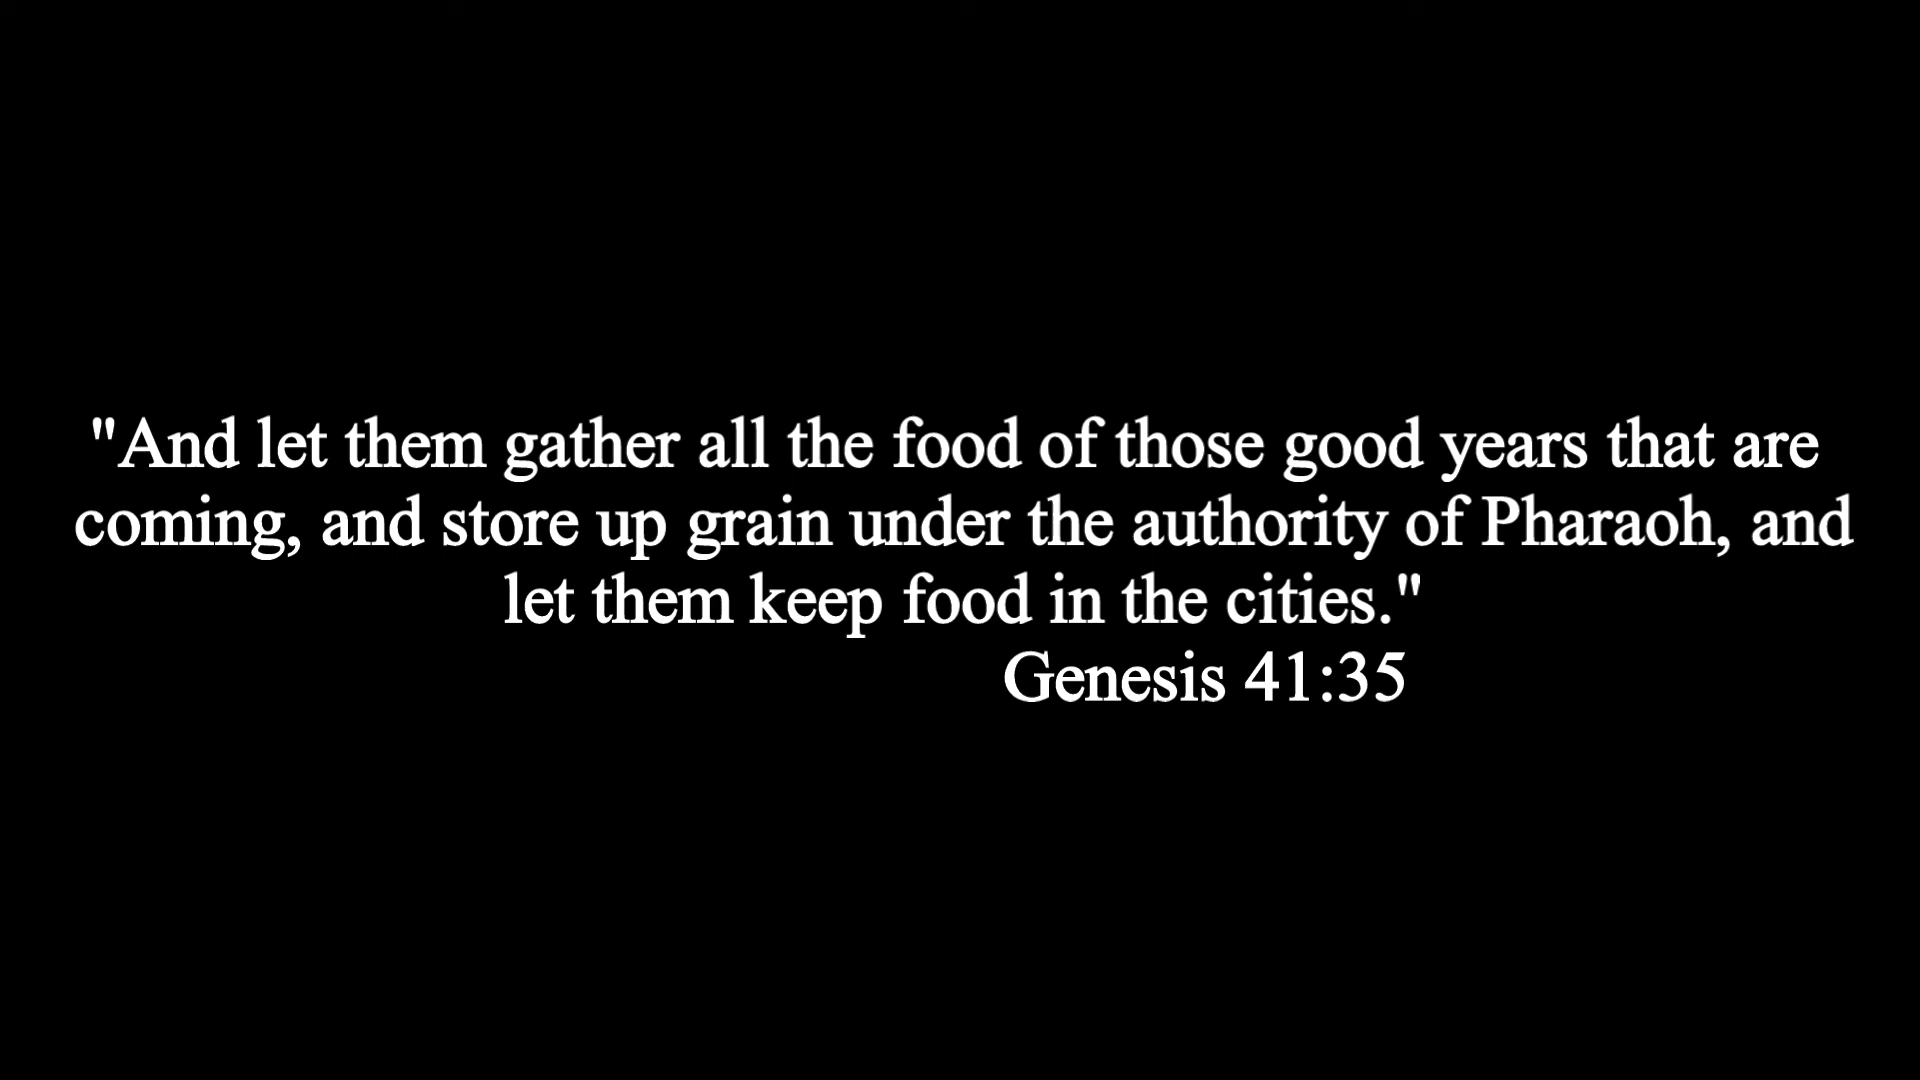 "And let them gather all the food of those good years that are
coming, and store up grain under the authority of Pharaoh, and
let them keep food in the cities."
Genesis 41:35